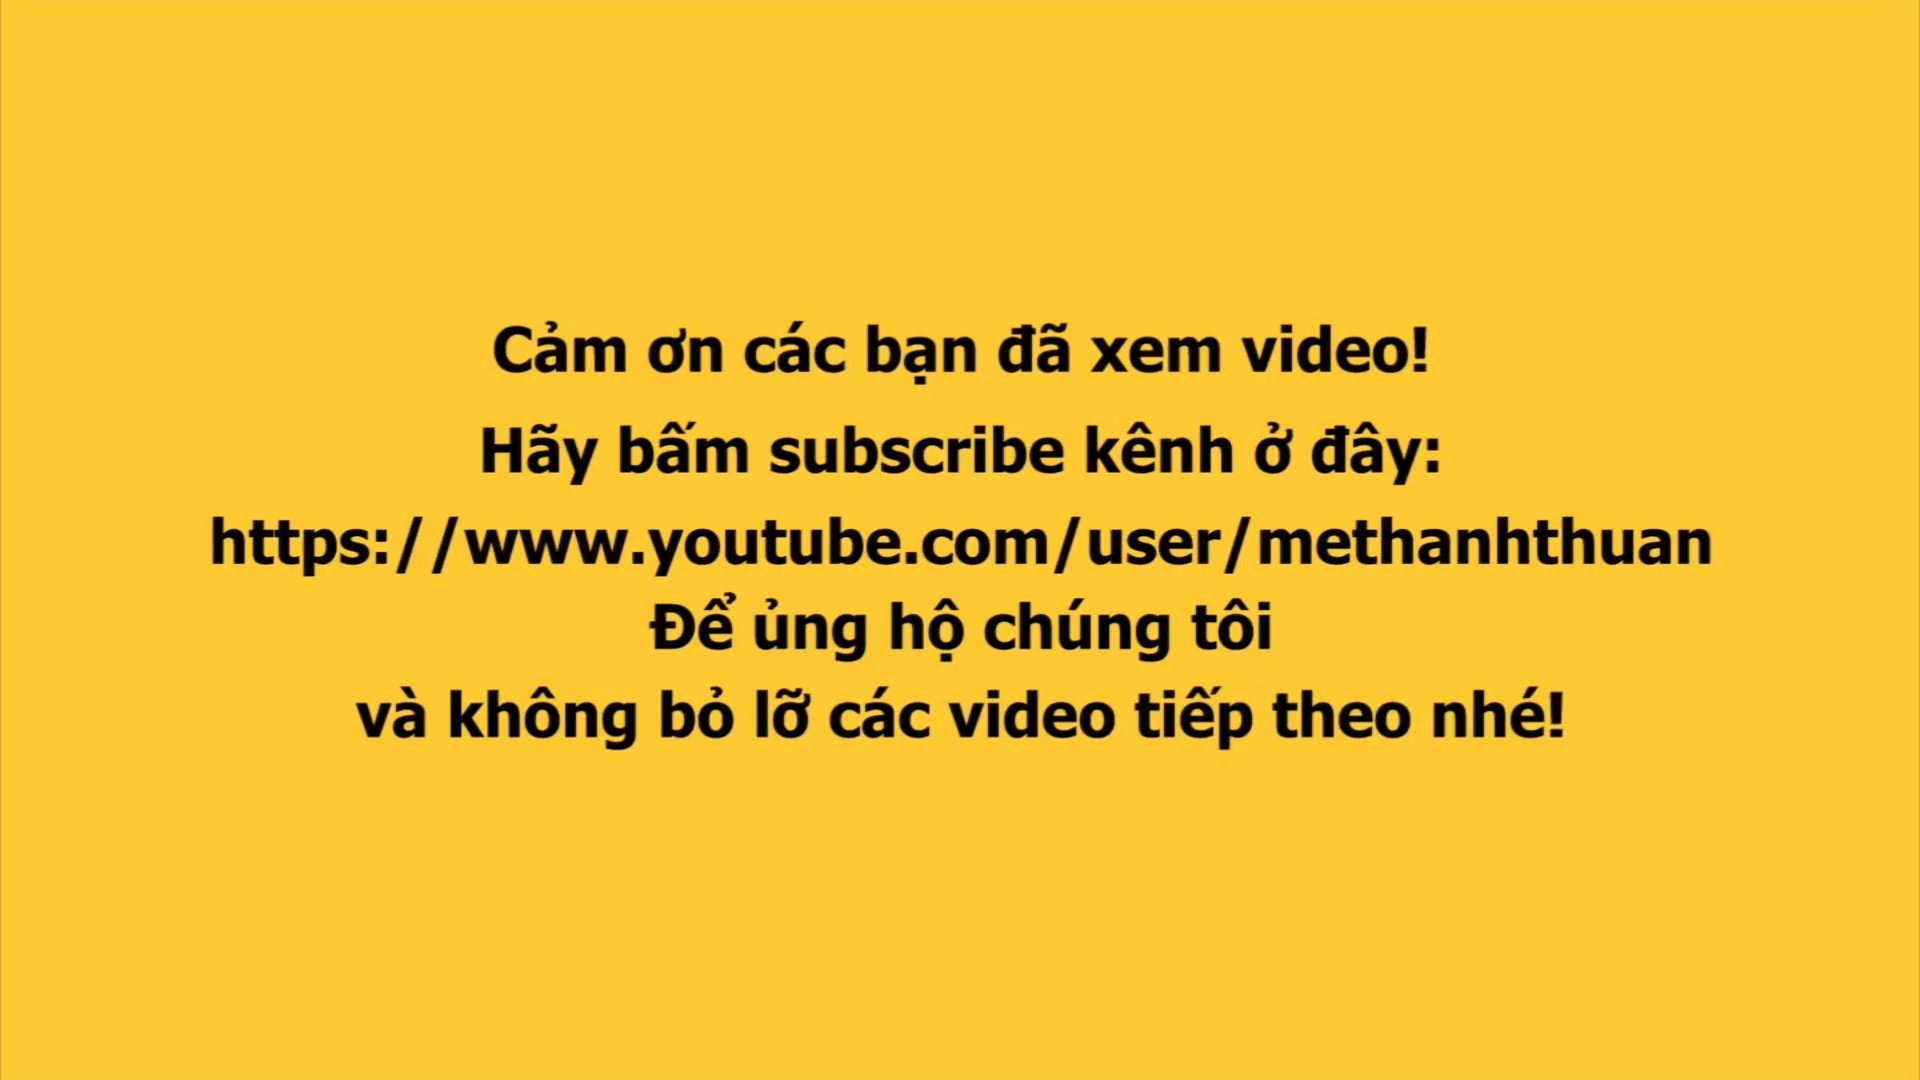 Cảm ơn các bạn đã xem video!
Hãy bấm subscribe kênh ở đây:
https://www.youtube.com/user/methanhthuan
Để ủng hộ chúng tôi
và không bỏ lỡ các video tiếp theo nhé!